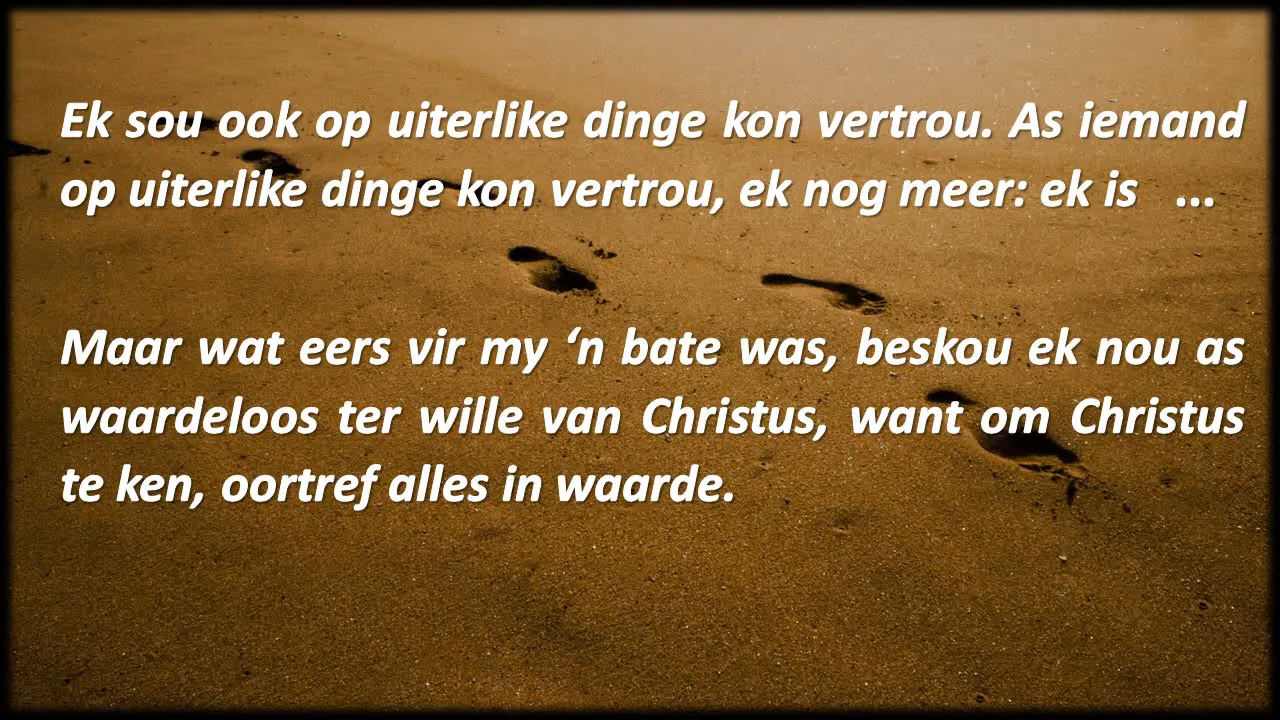 Ek sou ook op uiterlike dinge kon vertrou. As iemand
op uiterlike dinge kon vertrou, ek nog meer: ek is ...
Maar wat eers vir my ‘n bate was, beskou ek nou as
waardeloos ter wille van Christus, want om Christus
te ken, oortref alles in waarde.